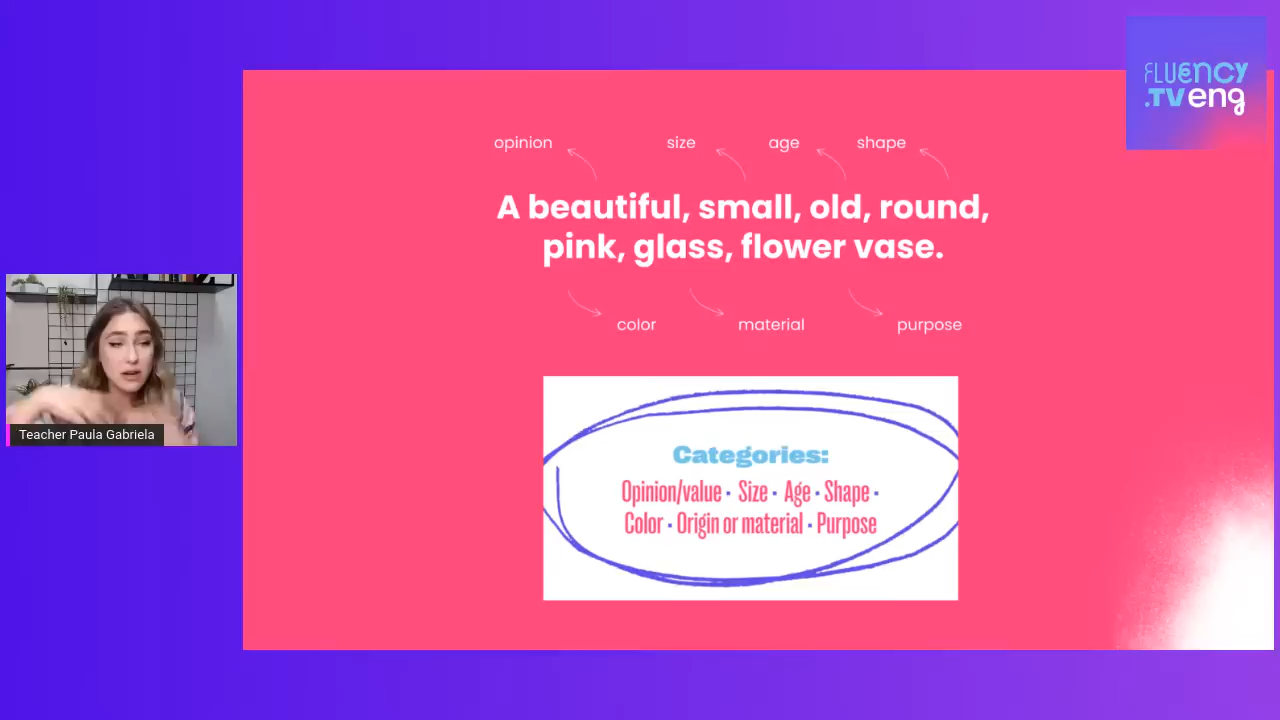 FLUENCY
.TV eng
opinion size age shape
A beautiful, small, old, round,
pink, glass, flower vase.
color material purpose
Teacher Paula Gabriela
Categories:
Opinion/value · Size · Age · Shape ·
Color · Origin or material · Purpose